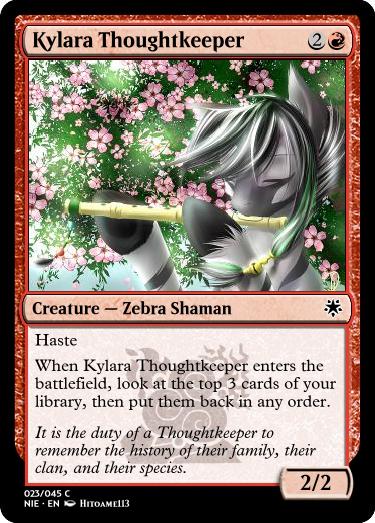 Kylara Thoughtkeeper 2
Creature — Zebra Shaman
Haste
When Kylara Thoughtkeeper enters the
battlefield, look at the top 3 cards of your
library, then put them back in any order.
It is the duty of a Thoughtkeeper to
remember the history of their family, their
clan, and their species.
2/2
023/045 C
NIE · EN Hitome113